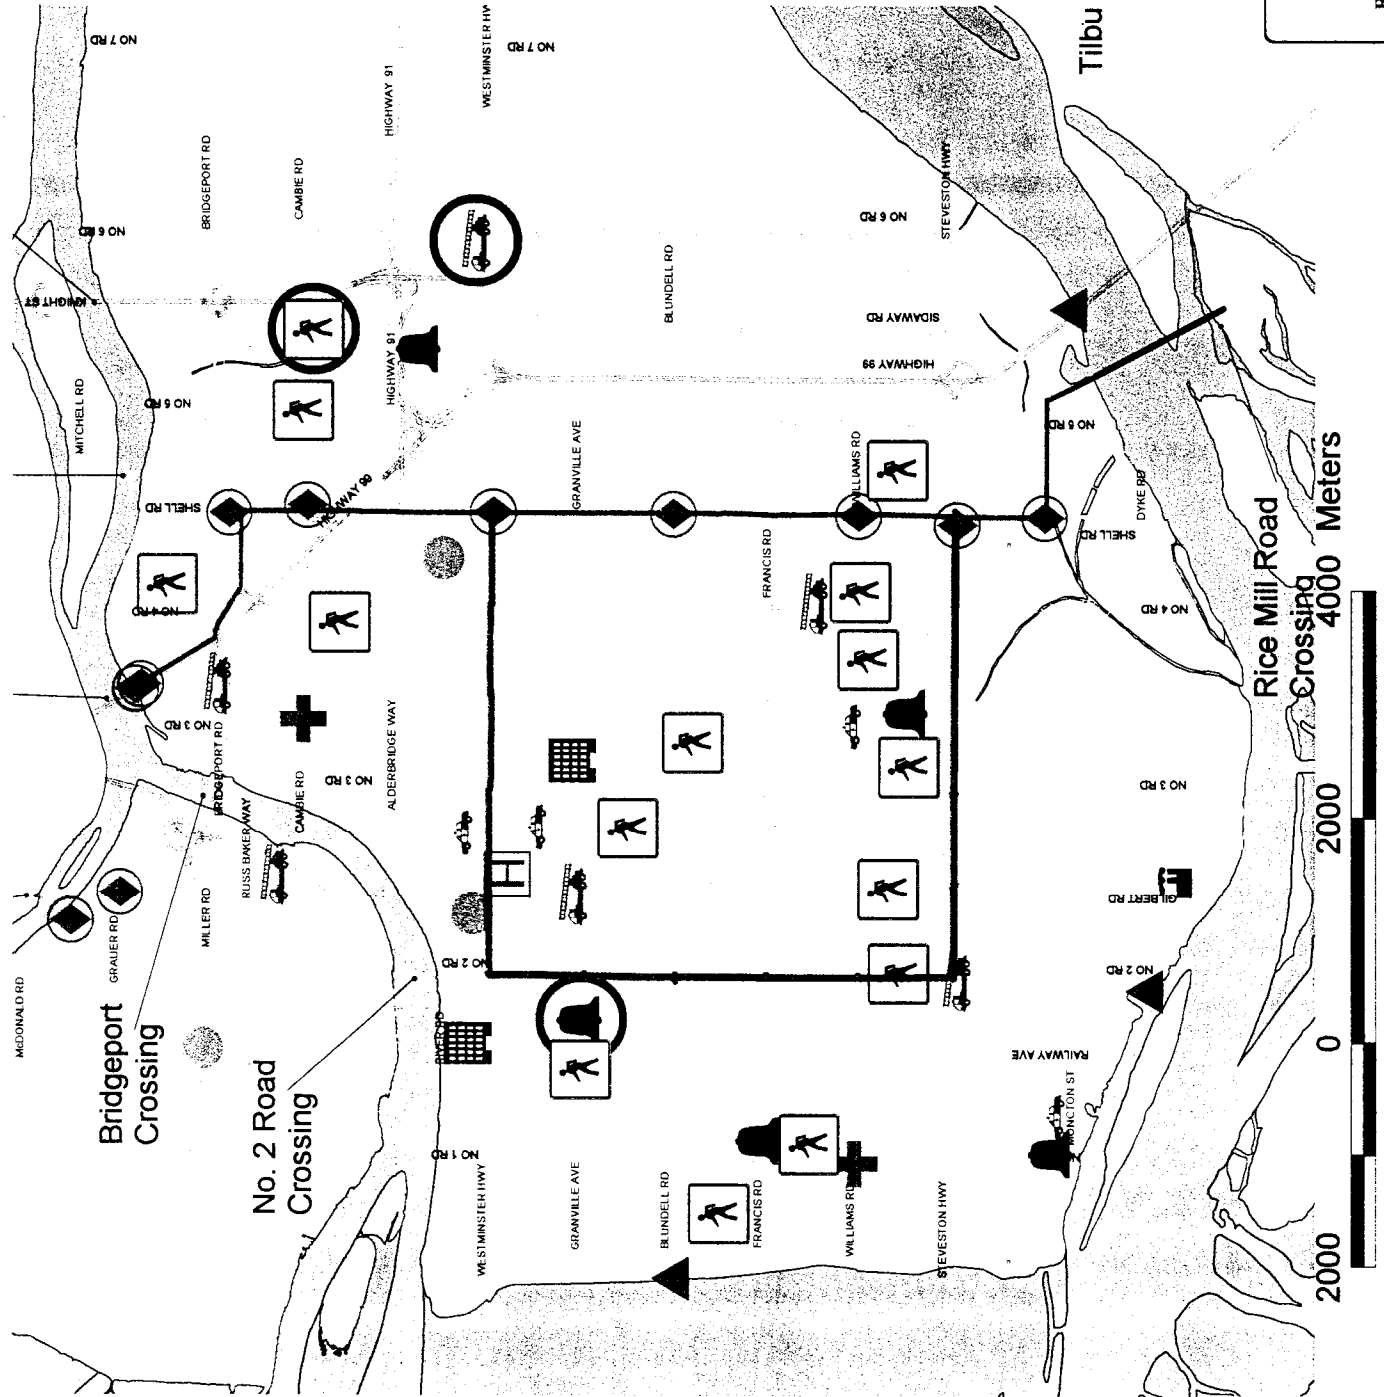 NO 7 RD
NO 7 RD
WESTMINSTER HW
HIGHWAY 91
Tilbu
BRIDGEPORT RD
CAMBIE RD
NO 6 RD
NO 6 RD
STEVESTON HWY
KNIGHT ST
BLUNDELL RD
SIDAWAY RD
HIGHWAY 99
HIGHWAY 91
MITCHELL RD
NO 5 RD
NO 5 RD
GRANVILLE AVE
WILLIAMS RD
SHELL RD
HIGHWAY 99
SHELL RD
DYKE RD
FRANCIS RD
NO 4 RD
NO 4 RD
Rice Mill Road
Crossing
NO 3 RD
BRIDGEPORT RD
CAMBIE RD
NO 3 RD
ALDERBRIDGE WAY
NO 3 RD
RUSS BAKER WAY
H
GILBERT RD
MILLER RD
GRAUER RD
McDONALD RD
NO 2 RD
NO 2 RD
Bridgeport
Crossing
No. 2 Road
Crossing
RIVER RD
RAILWAY AVE
MONCTON ST
NO 1 RD
WESTMINSTER HWY
GRANVILLE AVE
BLUNDELL RD
FRANCIS RD
WILLIAMS RD
STEVESTON HWY
2000 0 2000 4000 Meters